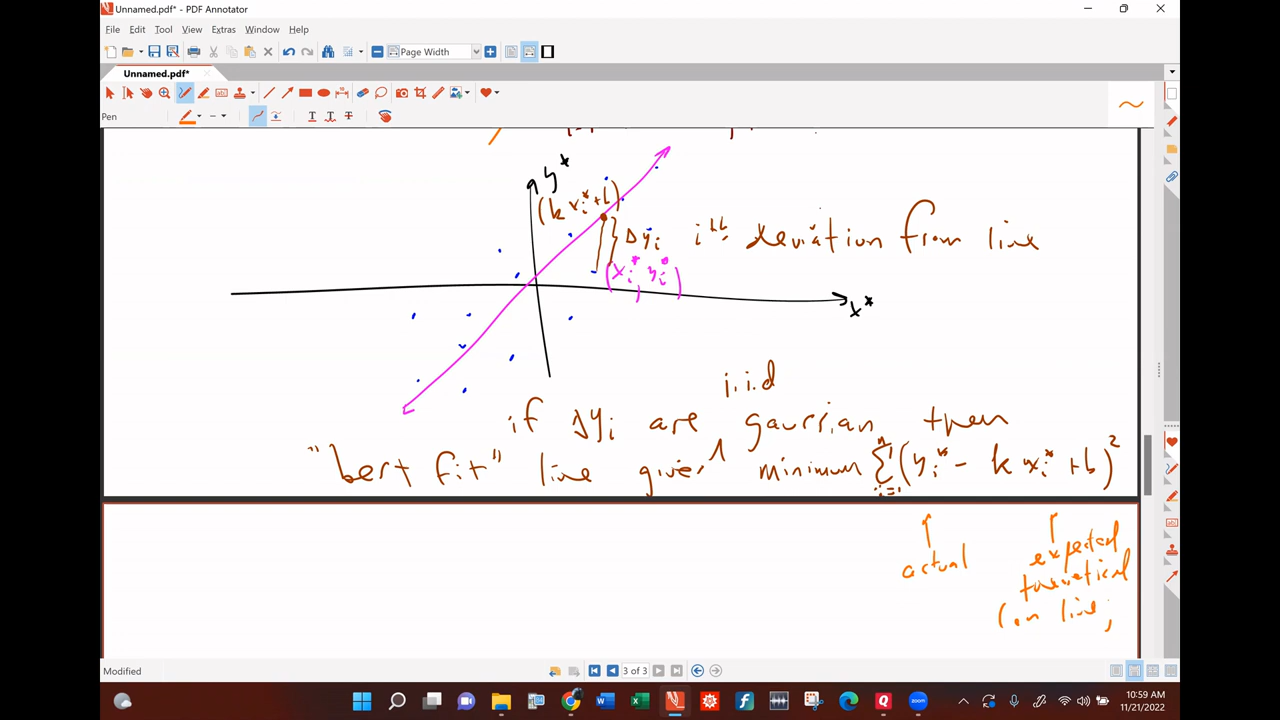 Unnamed.pdf* - PDF Annotator
File Edit Tool View Extras Window Help
Page Width
Unnamed.pdf*
Pen
y*
(k xi* + b)
Δyi ith deviation from line
(xi*, yi*)
x*
i.i.d
if Δyi are gaussian then
"best fit" line gives minimum Σ i=1 n (yi* - k xi* + b)²
actual
expected
theoretical
(on line)
Modified
3 of 3
10:59 AM
11/21/2022